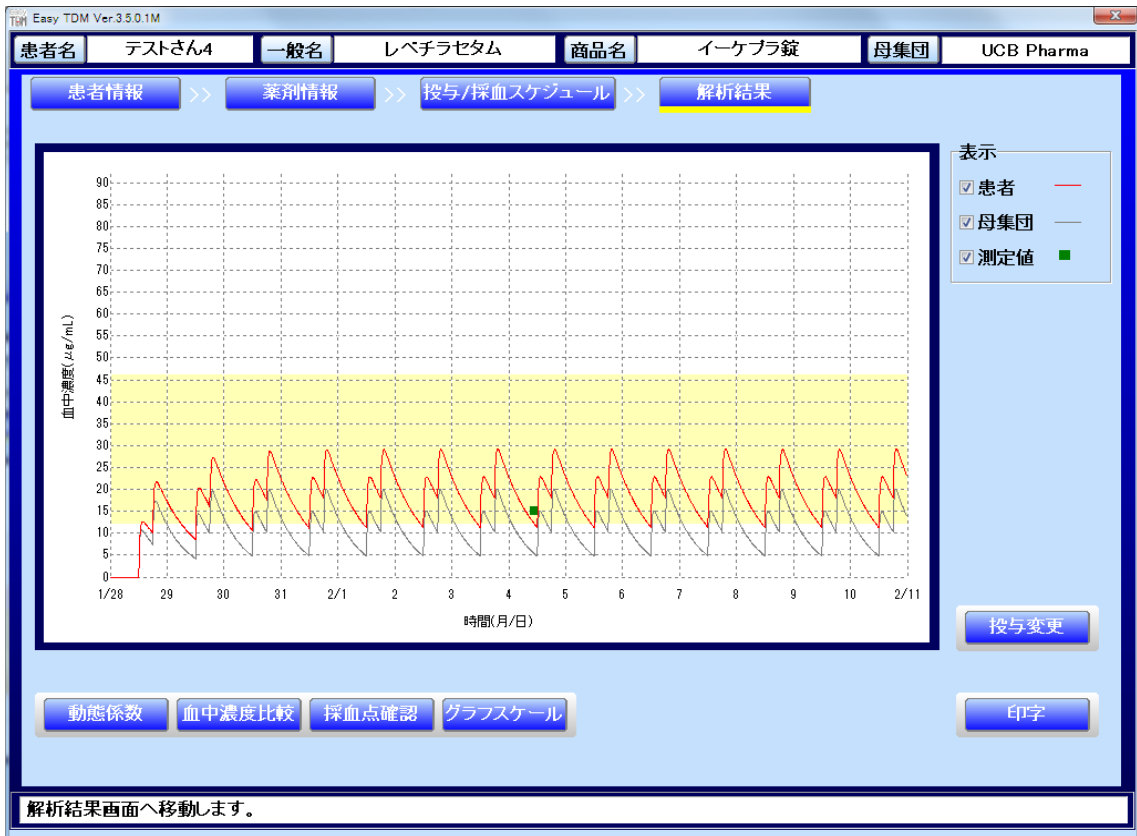 Easy TDM Ver.3.5.0.1M
患者名 テストさん4 一般名 レベチラセタム 商品名 イーケプラ錠 母集団 UCB Pharma
患者情報 >> 薬剤情報 >> 投与/採血スケジュール >> 解析結果
表示
患者
母集団
測定値
血中濃度(μg/mL)
90
85
80
75
70
65
60
55
50
45
40
35
30
25
20
15
10
5
0
1/28 29 30 31 2/1 2 3 4 5 6 7 8 9 10 2/11
時間(月/日)
投与変更
動態係数 血中濃度比較 採血点確認 グラフスケール 印字
解析結果画面へ移動します。